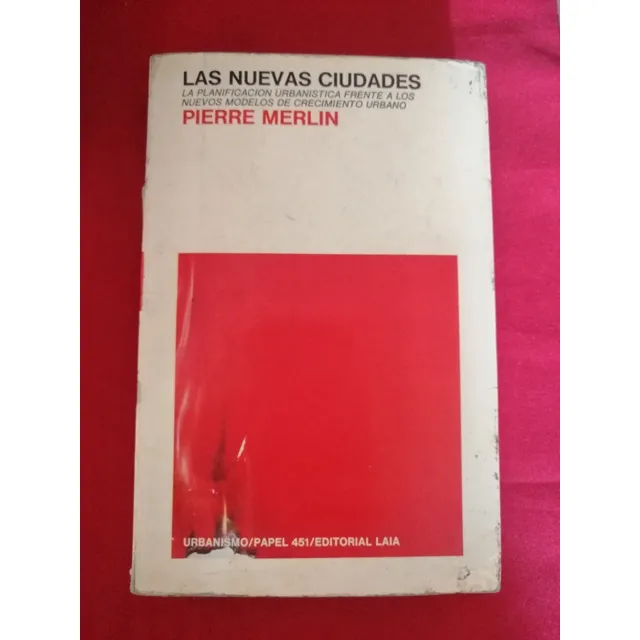 LAS NUEVAS CIUDADES
LA PLANIFICACION URBANISTICA FRENTE A LOS
NUEVOS MODELOS DE CRECIMIENTO URBANO
PIERRE MERLIN
URBANISMO/PAPEL 451/EDITORIAL LAIA